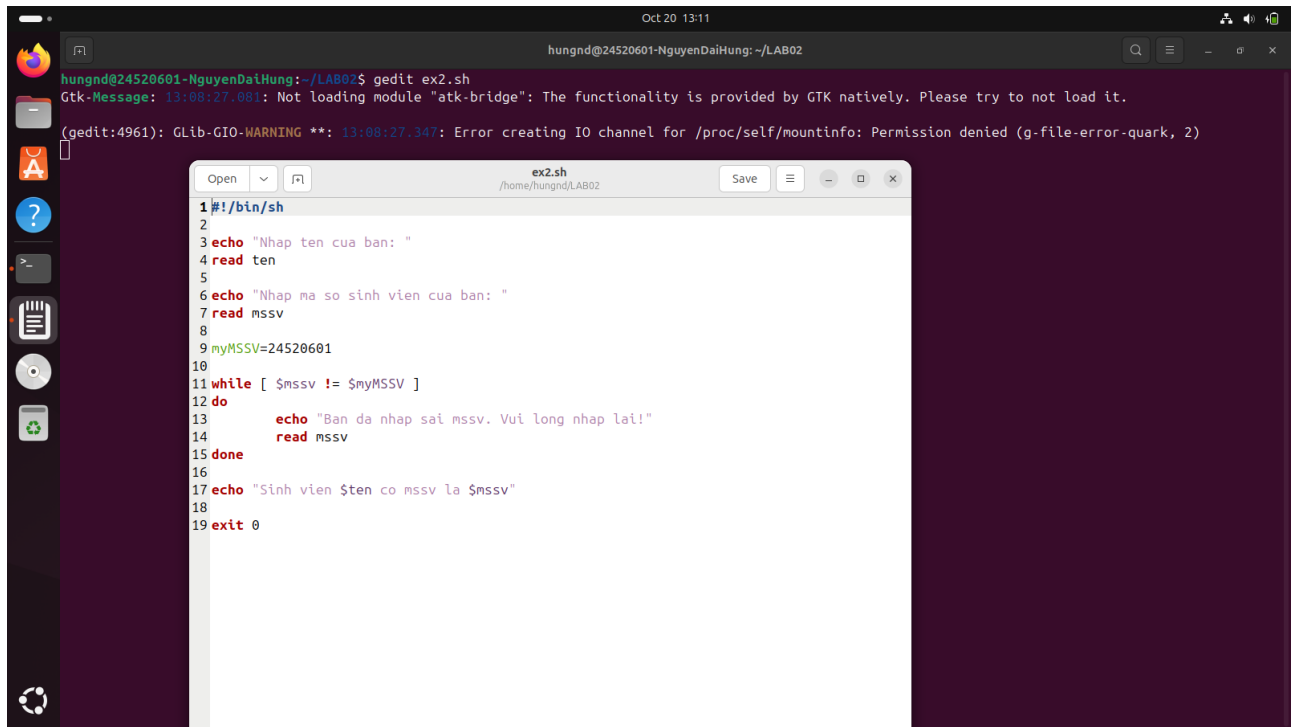 Oct 20 13:11
hungnd@24520601-NguyenDaiHung: ~/LAB02
hungnd@24520601-NguyenDaiHung:~/LAB02$ gedit ex2.sh
Gtk-Message: 13:08:27.081: Not loading module "atk-bridge": The functionality is provided by GTK natively. Please try to not load it.
(gedit:4961): GLib-GIO-WARNING **: 13:08:27.347: Error creating IO channel for /proc/self/mountinfo: Permission denied (g-file-error-quark, 2)
Open ex2.sh Save
/home/hungnd/LAB02
1 #!/bin/sh
2
3 echo "Nhap ten cua ban: "
4 read ten
5
6 echo "Nhap ma so sinh vien cua ban: "
7 read mssv
8
9 myMSSV=24520601
10
11 while [ $mssv != $myMSSV ]
12 do
13 echo "Ban da nhap sai mssv. Vui long nhap lai!"
14 read mssv
15 done
16
17 echo "Sinh vien $ten co mssv la $mssv"
18
19 exit 0